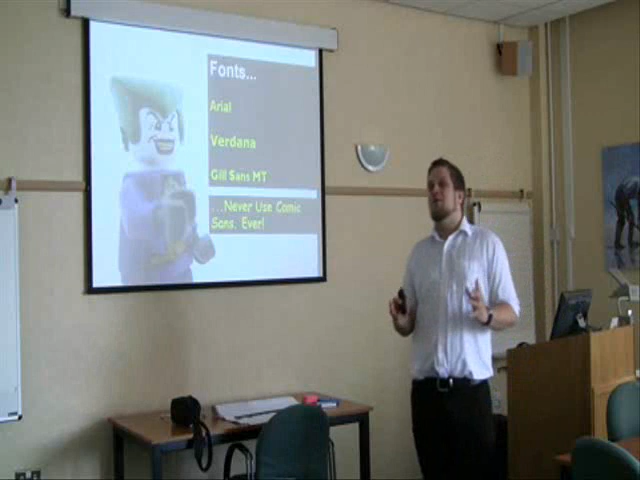 Fonts...
Arial
Verdana
Gill Sans MT
...Never Use Comic
Sans. Ever!